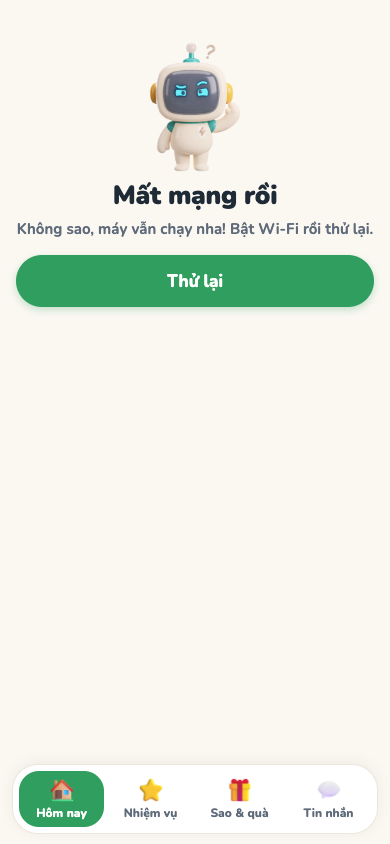 ?
Mất mạng rồi
Không sao, máy vẫn chạy nha! Bật Wi-Fi rồi thử lại.
Thử lại
Hôm nay
Nhiệm vụ
Sao & quà
Tin nhắn